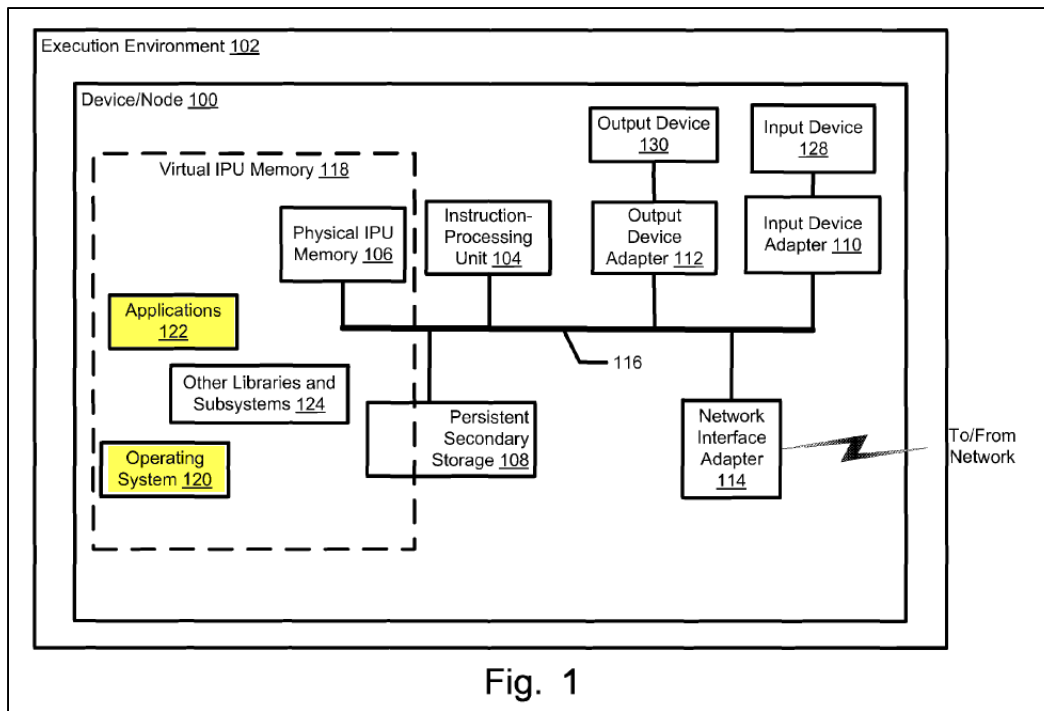 Execution Environment 102
Device/Node 100
Output Device
130
Input Device
128
Virtual IPU Memory 118
Physical IPU
Memory 106
Instruction-
Processing
Unit 104
Output
Device
Adapter 112
Input Device
Adapter 110
Applications
122
116
Other Libraries and
Subsystems 124
Persistent
Secondary
Storage 108
Network
Interface
Adapter
114
To/From
Network
Operating
System 120
Fig. 1